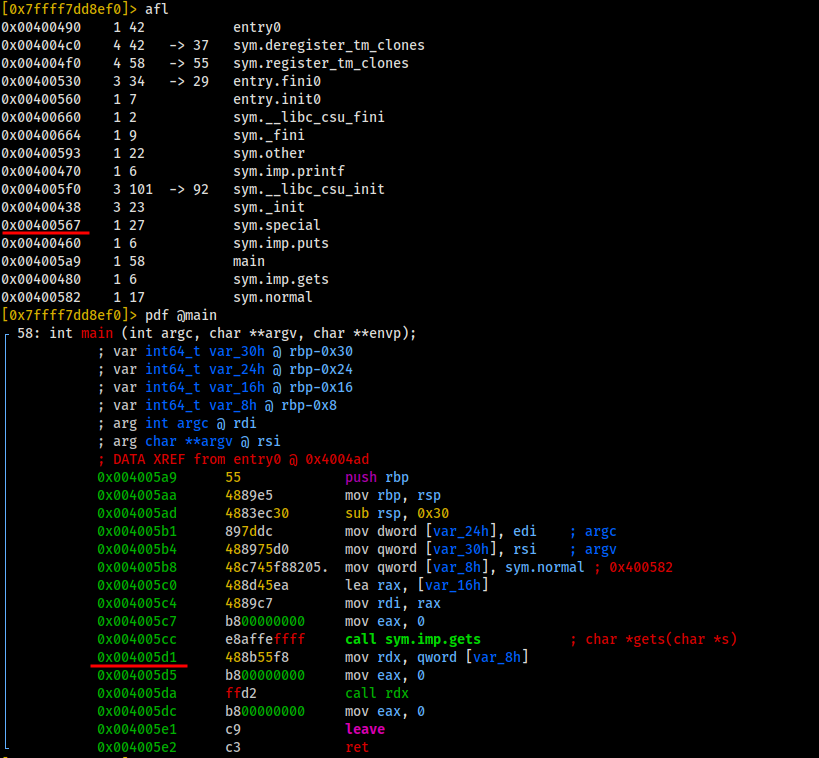 [0x7ffff7dd8ef0]> afl
0x00400490    1 42           entry0
0x004004c0    4 42   -> 37   sym.deregister_tm_clones
0x004004f0    4 58   -> 55   sym.register_tm_clones
0x00400530    3 34   -> 29   entry.fini0
0x00400560    1 7            entry.init0
0x00400660    1 2            sym.__libc_csu_fini
0x00400664    1 9            sym._fini
0x00400593    1 22           sym.other
0x00400470    1 6            sym.imp.printf
0x004005f0    3 101  -> 92   sym.__libc_csu_init
0x00400438    3 23           sym._init
0x00400567    1 27           sym.special
0x00400460    1 6            sym.imp.puts
0x004005a9    1 58           main
0x00400480    1 6            sym.imp.gets
0x00400582    1 17           sym.normal
[0x7ffff7dd8ef0]> pdf @main
58: int main (int argc, char **argv, char **envp);
; var int64_t var_30h @ rbp-0x30
; var int64_t var_24h @ rbp-0x24
; var int64_t var_16h @ rbp-0x16
; var int64_t var_8h @ rbp-0x8
; arg int argc @ rdi
; arg char **argv @ rsi
; DATA XREF from entry0 @ 0x4004ad
0x004005a9      55             push rbp
0x004005aa      4889e5         mov rbp, rsp
0x004005ad      4883ec30       sub rsp, 0x30
0x004005b1      897ddc         mov dword [var_24h], edi    ; argc
0x004005b4      488975d0       mov qword [var_30h], rsi    ; argv
0x004005b8      48c745f88205.  mov qword [var_8h], sym.normal ; 0x400582
0x004005c0      488d45ea       lea rax, [var_16h]
0x004005c4      4889c7         mov rdi, rax
0x004005c7      b800000000     mov eax, 0
0x004005cc      e8affeffff     call sym.imp.gets           ; char *gets(char *s)
0x004005d1      488b55f8       mov rdx, qword [var_8h]
0x004005d5      b800000000     mov eax, 0
0x004005da      ffd2           call rdx
0x004005dc      b800000000     mov eax, 0
0x004005e1      c9             leave
0x004005e2      c3             ret